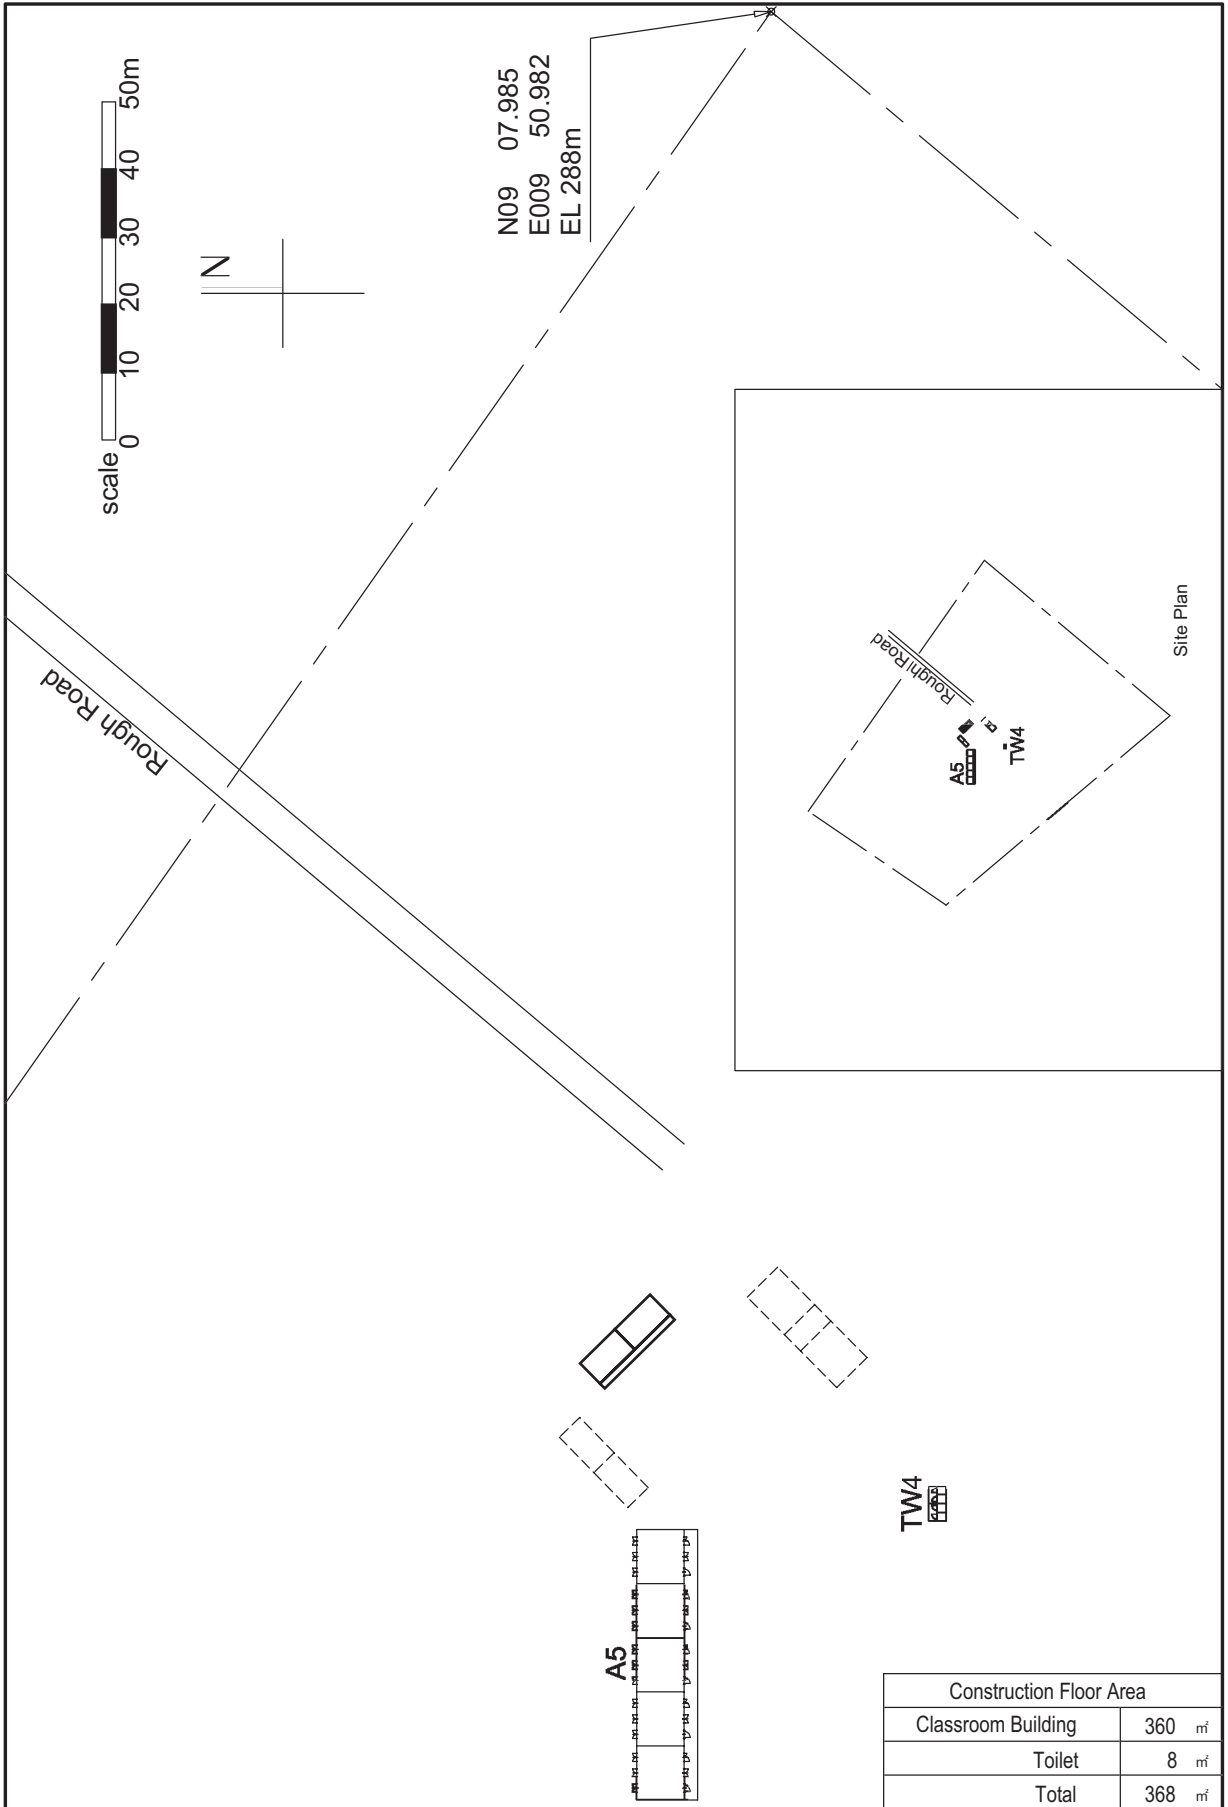 scale
0 10 20 30 40 50m
N
N09 07.985
E009 50.982
EL 288m
Rough Road
A5
TW4
Rough Road
A5
TW4
Site Plan
Construction Floor Area
Classroom Building 360 ㎡
Toilet 8 ㎡
Total 368 ㎡